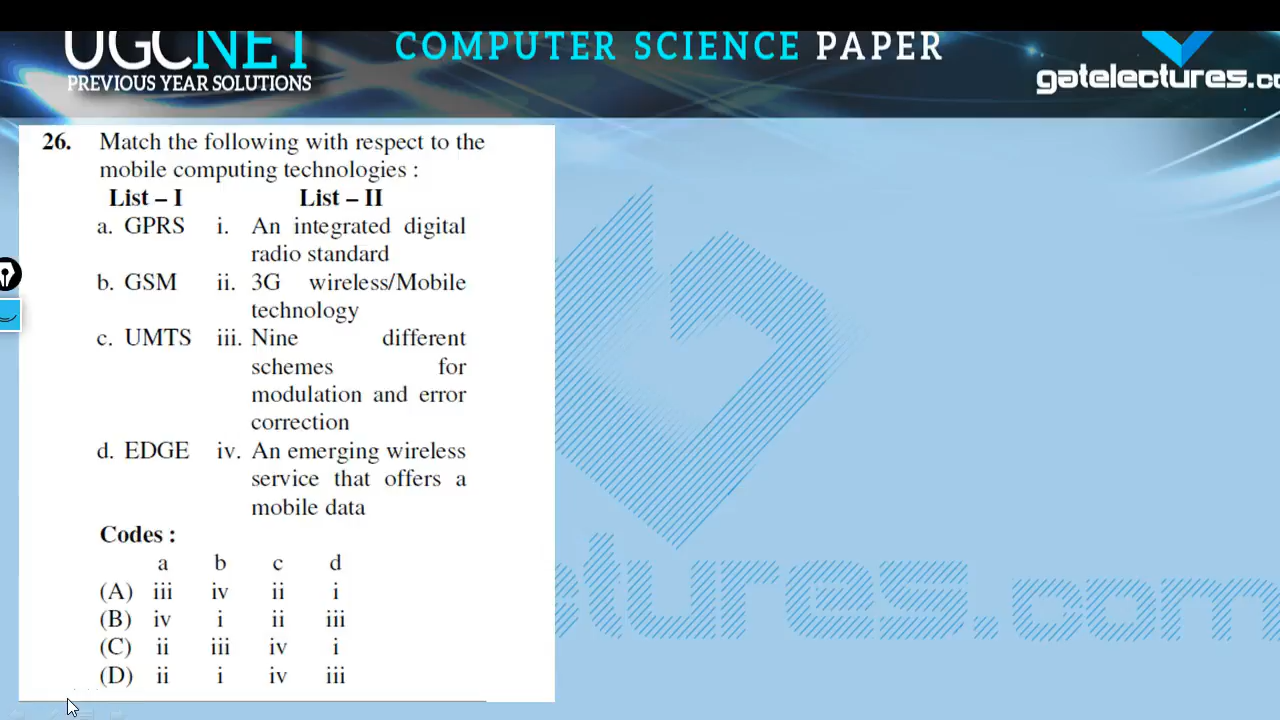 UGCNET COMPUTER SCIENCE PAPER
PREVIOUS YEAR SOLUTIONS
gatelectures.co
26. Match the following with respect to the
mobile computing technologies :
List – I List – II
a. GPRS i. An integrated digital
radio standard
b. GSM ii. 3G wireless/Mobile
technology
c. UMTS iii. Nine different
schemes for
modulation and error
correction
d. EDGE iv. An emerging wireless
service that offers a
mobile data
Codes :
a b c d
(A) iii iv ii i
(B) iv i ii iii
(C) ii iii iv i
(D) ii i iv iii
ectures.com